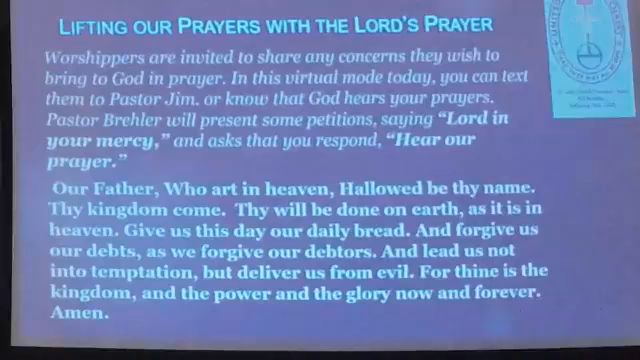 LIFTING OUR PRAYERS WITH THE LORD'S PRAYER
Worshippers are invited to share any concerns they wish to
bring to God in prayer. In this virtual mode today, you can text
them to Pastor Jim, or know that God hears your prayers.
Pastor Brehler will present some petitions, saying "Lord in
your mercy," and asks that you respond, "Hear our
prayer."
Our Father, Who art in heaven, Hallowed be thy name.
Thy kingdom come. Thy will be done on earth, as it is in
heaven. Give us this day our daily bread. And forgive us
our debts, as we forgive our debtors. And lead us not
into temptation, but deliver us from evil. For thine is the
kingdom, and the power and the glory now and forever.
Amen.
UNITED